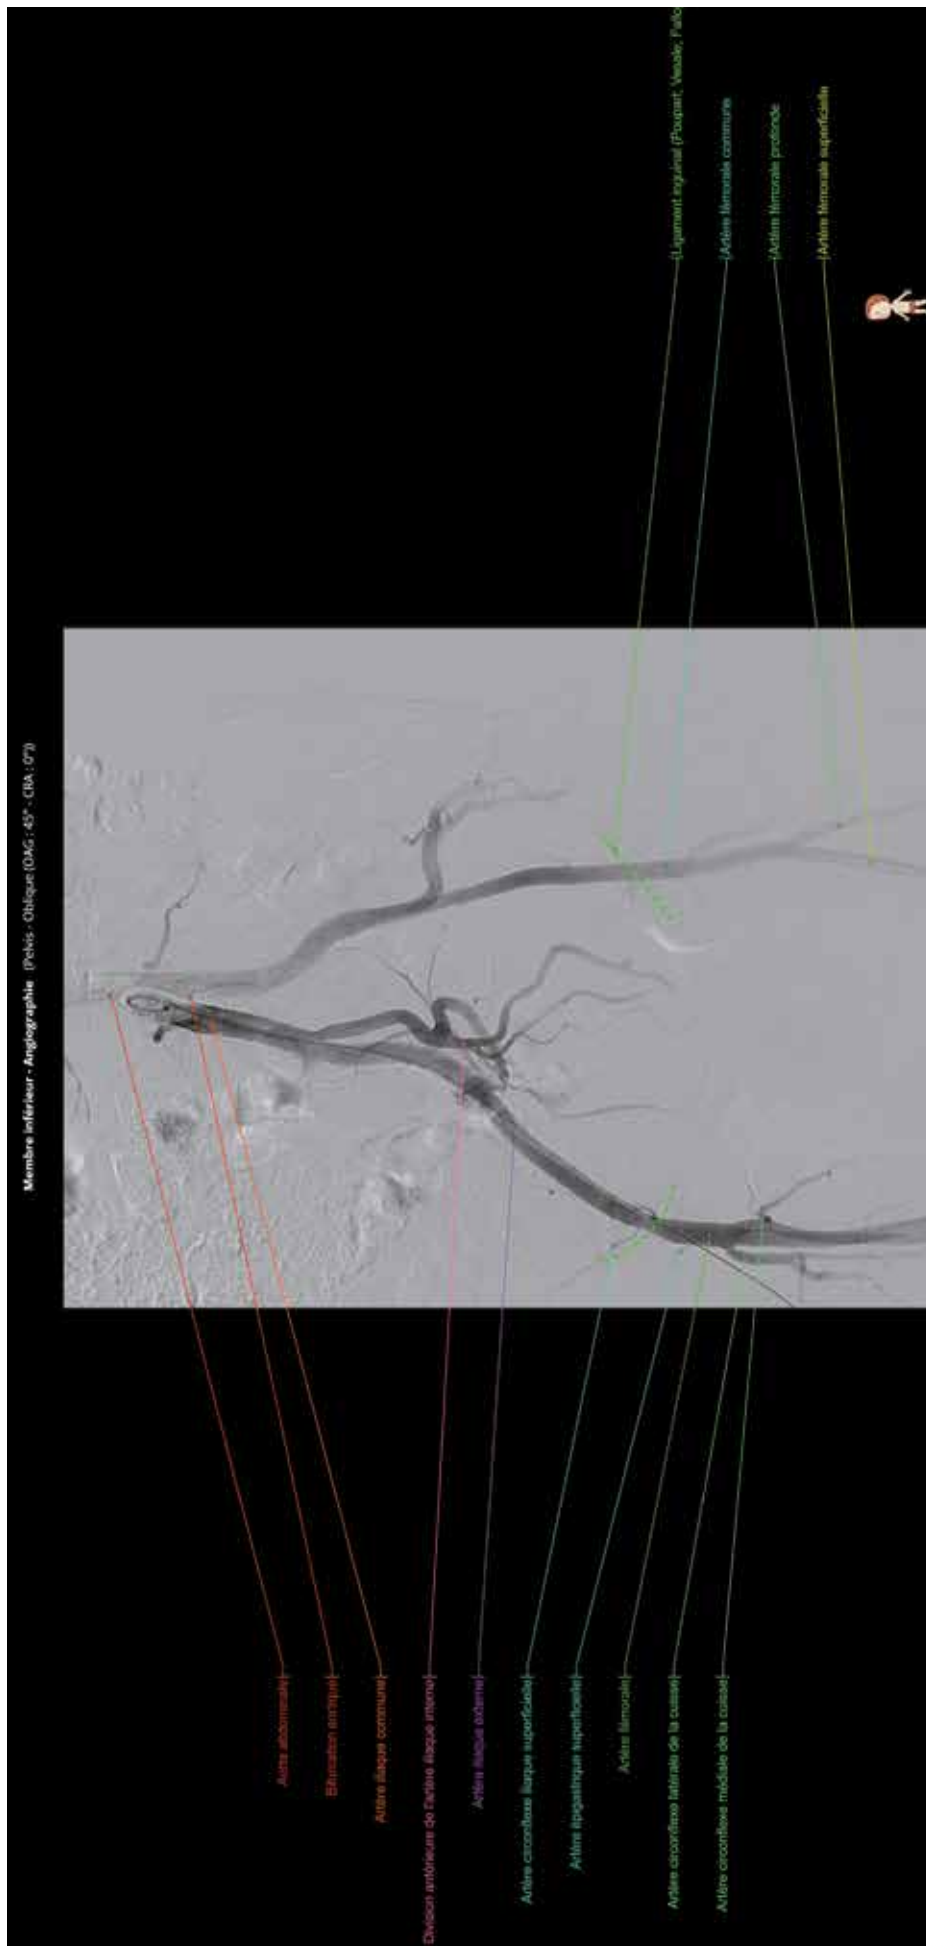 Membre inférieur - Angiographie (Pelvis - Oblique (OAG : 45° - CRA : 0°))
Aorte abdominale
Bifurcation aortique
Artère iliaque commune
Division antérieure de l'artère iliaque interne
Artère iliaque externe
Artère circonflexe iliaque superficielle
Artère épigastrique superficielle
Artère fémorale
Artère circonflexe latérale de la cuisse
Artère circonflexe médiale de la cuisse
(Ligament inguinal (Poupart, Vesale, Fallo
(Artère fémorale commune
(Artère fémorale profonde
(Artère fémorale superficielle